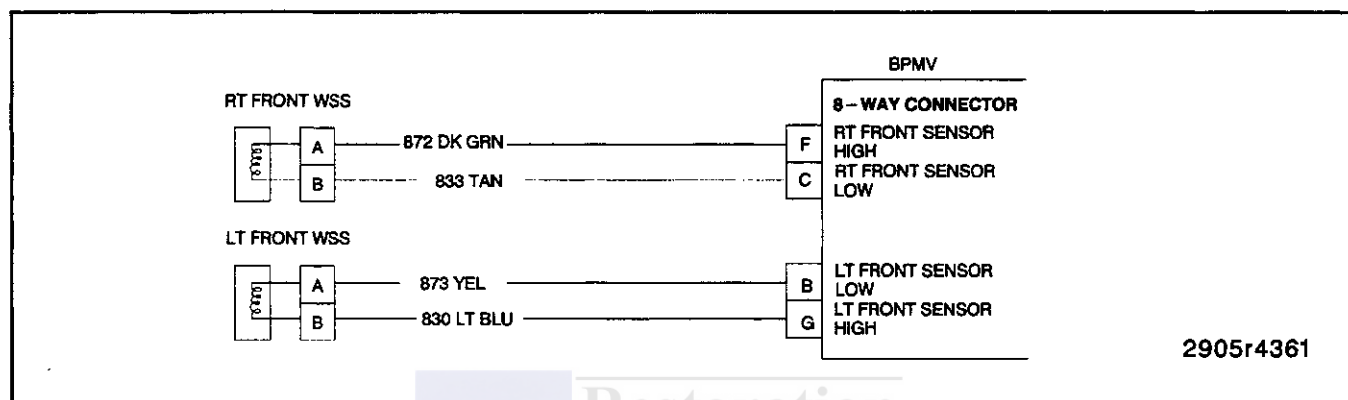 BPMV
RT FRONT WSS
8-WAY CONNECTOR
A 872 DK GRN F RT FRONT SENSOR
HIGH
B 833 TAN C RT FRONT SENSOR
LOW
LT FRONT WSS
A 873 YEL B LT FRONT SENSOR
LOW
B 830 LT BLU G LT FRONT SENSOR
HIGH
2905r4361
Restoration